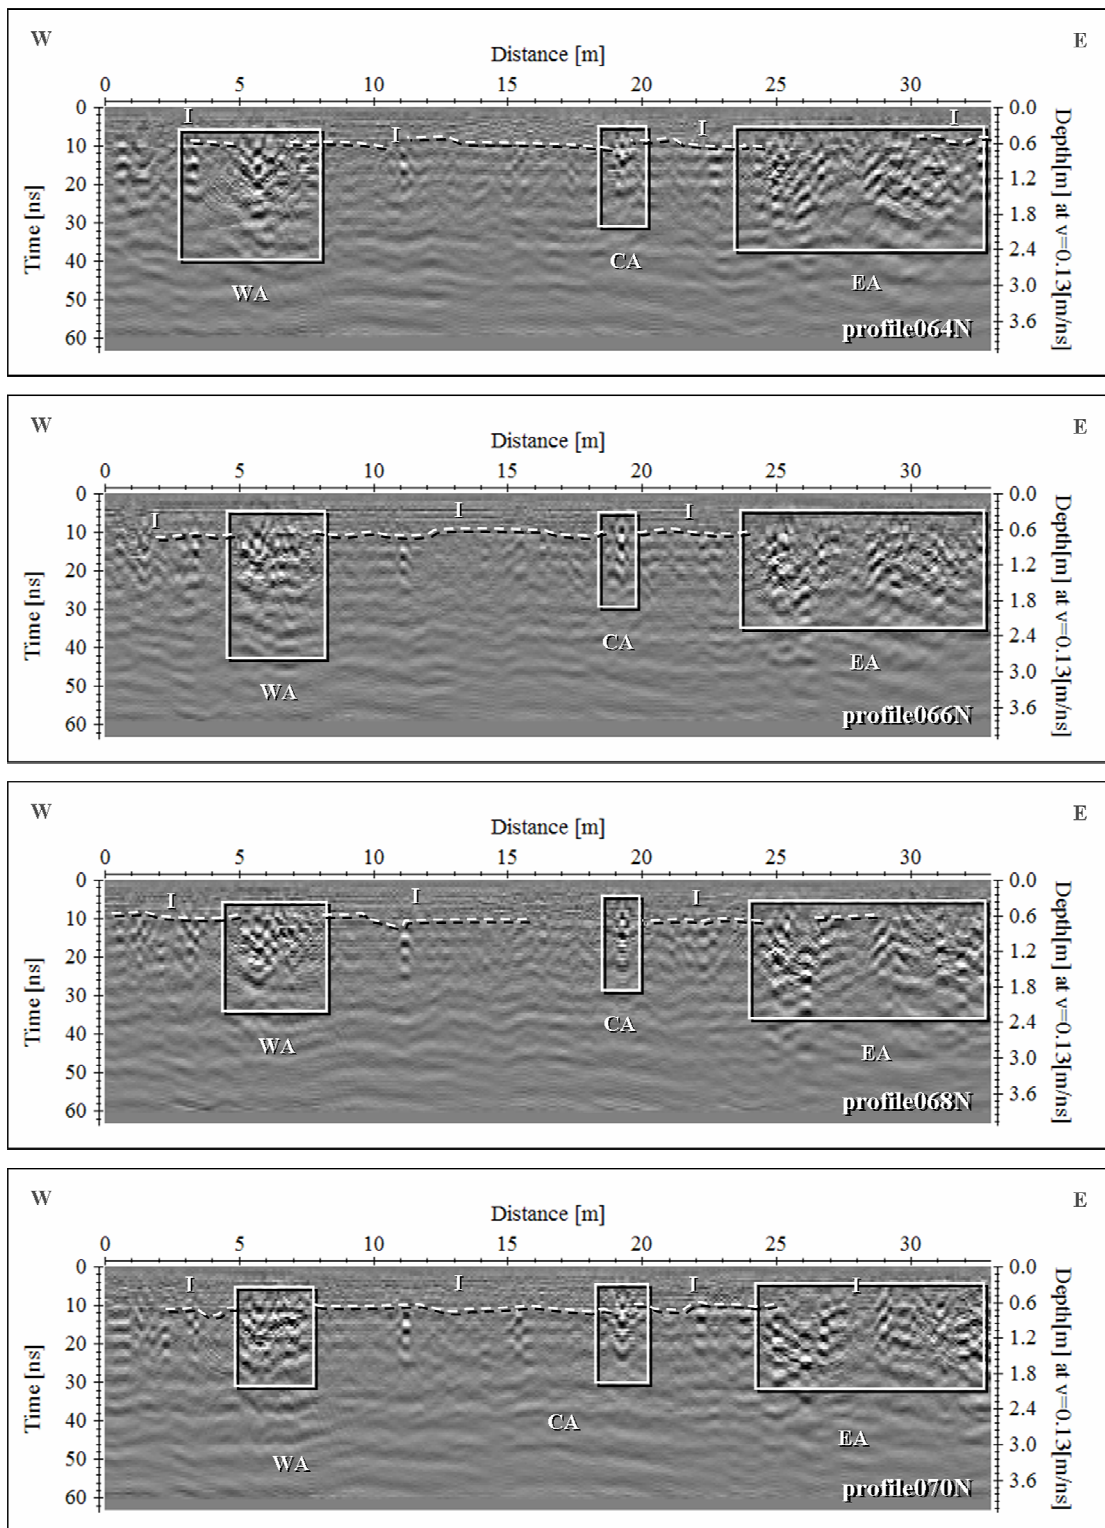 W E
Distance [m]
0 5 10 15 20 25 30
Time [ns]
0 10 20 30 40 50 60
0.0 0.6 1.2 1.8 2.4 3.0 3.6
Depth[m] at v=0.13[m/ns]
I I I I
WA CA EA
profile064N
W E
Distance [m]
0 5 10 15 20 25 30
Time [ns]
0 10 20 30 40 50 60
0.0 0.6 1.2 1.8 2.4 3.0 3.6
Depth[m] at v=0.13[m/ns]
I I I
WA CA EA
profile066N
W E
Distance [m]
0 5 10 15 20 25 30
Time [ns]
0 10 20 30 40 50 60
0.0 0.6 1.2 1.8 2.4 3.0 3.6
Depth[m] at v=0.13[m/ns]
I I I
WA CA EA
profile068N
W E
Distance [m]
0 5 10 15 20 25 30
Time [ns]
0 10 20 30 40 50 60
0.0 0.6 1.2 1.8 2.4 3.0 3.6
Depth[m] at v=0.13[m/ns]
I I I I
WA CA EA
profile070N